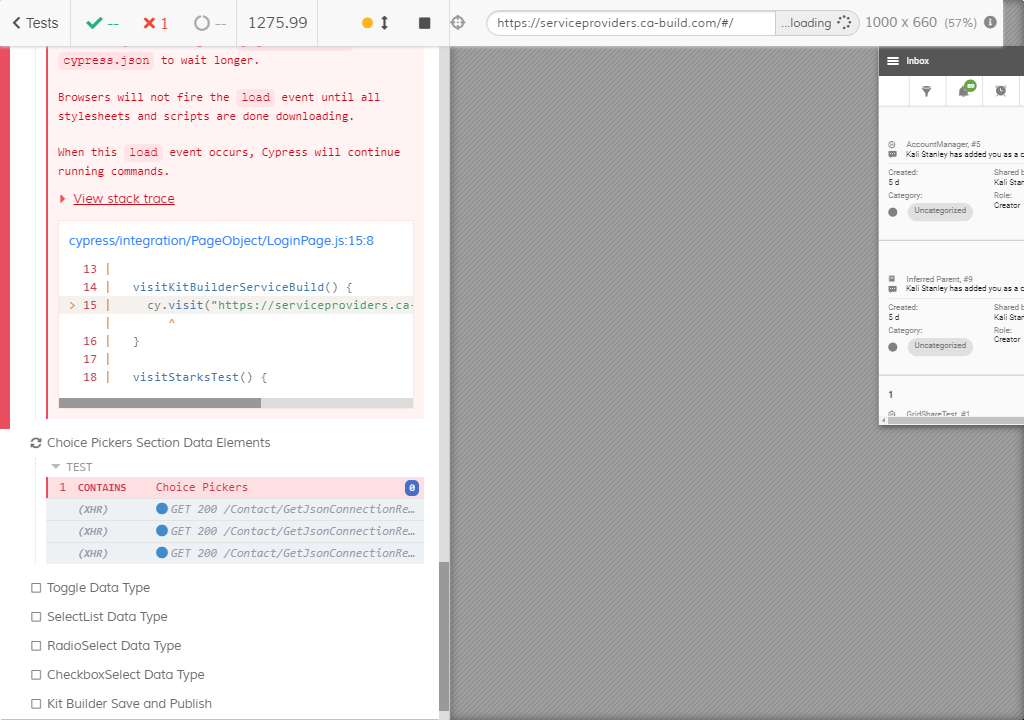 Tests
--
1
--
1275.99
https://serviceproviders.ca-build.com/#/
...loading
1000 x 660 (57%)
cypress.json to wait longer.
Browsers will not fire the load event until all
stylesheets and scripts are done downloading.
When this load event occurs, Cypress will continue
running commands.
View stack trace
cypress/integration/PageObject/LoginPage.js:15:8
13 |
14 | visitKitBuilderServiceBuild() {
> 15 | cy.visit("https://serviceproviders.ca-
| ^
16 | }
17 |
18 | visitStarksTest() {
Choice Pickers Section Data Elements
TEST
1 CONTAINS Choice Pickers 0
(XHR) GET 200 /Contact/GetJsonConnectionRe…
(XHR) GET 200 /Contact/GetJsonConnectionRe…
(XHR) GET 200 /Contact/GetJsonConnectionRe…
Toggle Data Type
SelectList Data Type
RadioSelect Data Type
CheckboxSelect Data Type
Kit Builder Save and Publish
Inbox
AccountManager, #5
Kali Stanley has added you as a c
Created: Shared b
5 d Kali Star
Category: Role:
Uncategorized Creator
Inferred Parent, #9
Kali Stanley has added you as a c
Created: Shared b
5 d Kali Star
Category: Role:
Uncategorized Creator
1
GridShareTest, #1